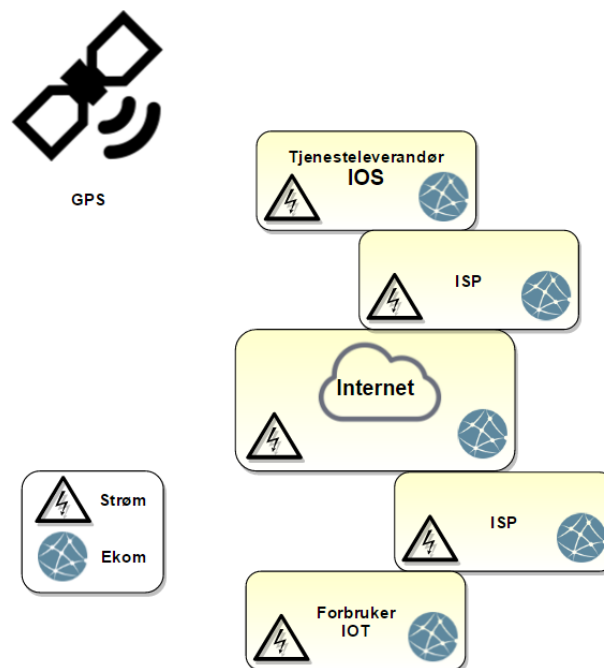 GPS
Tjenesteleverandør
IOS
ISP
Internet
Strøm
Ekom
ISP
Forbruker
IOT